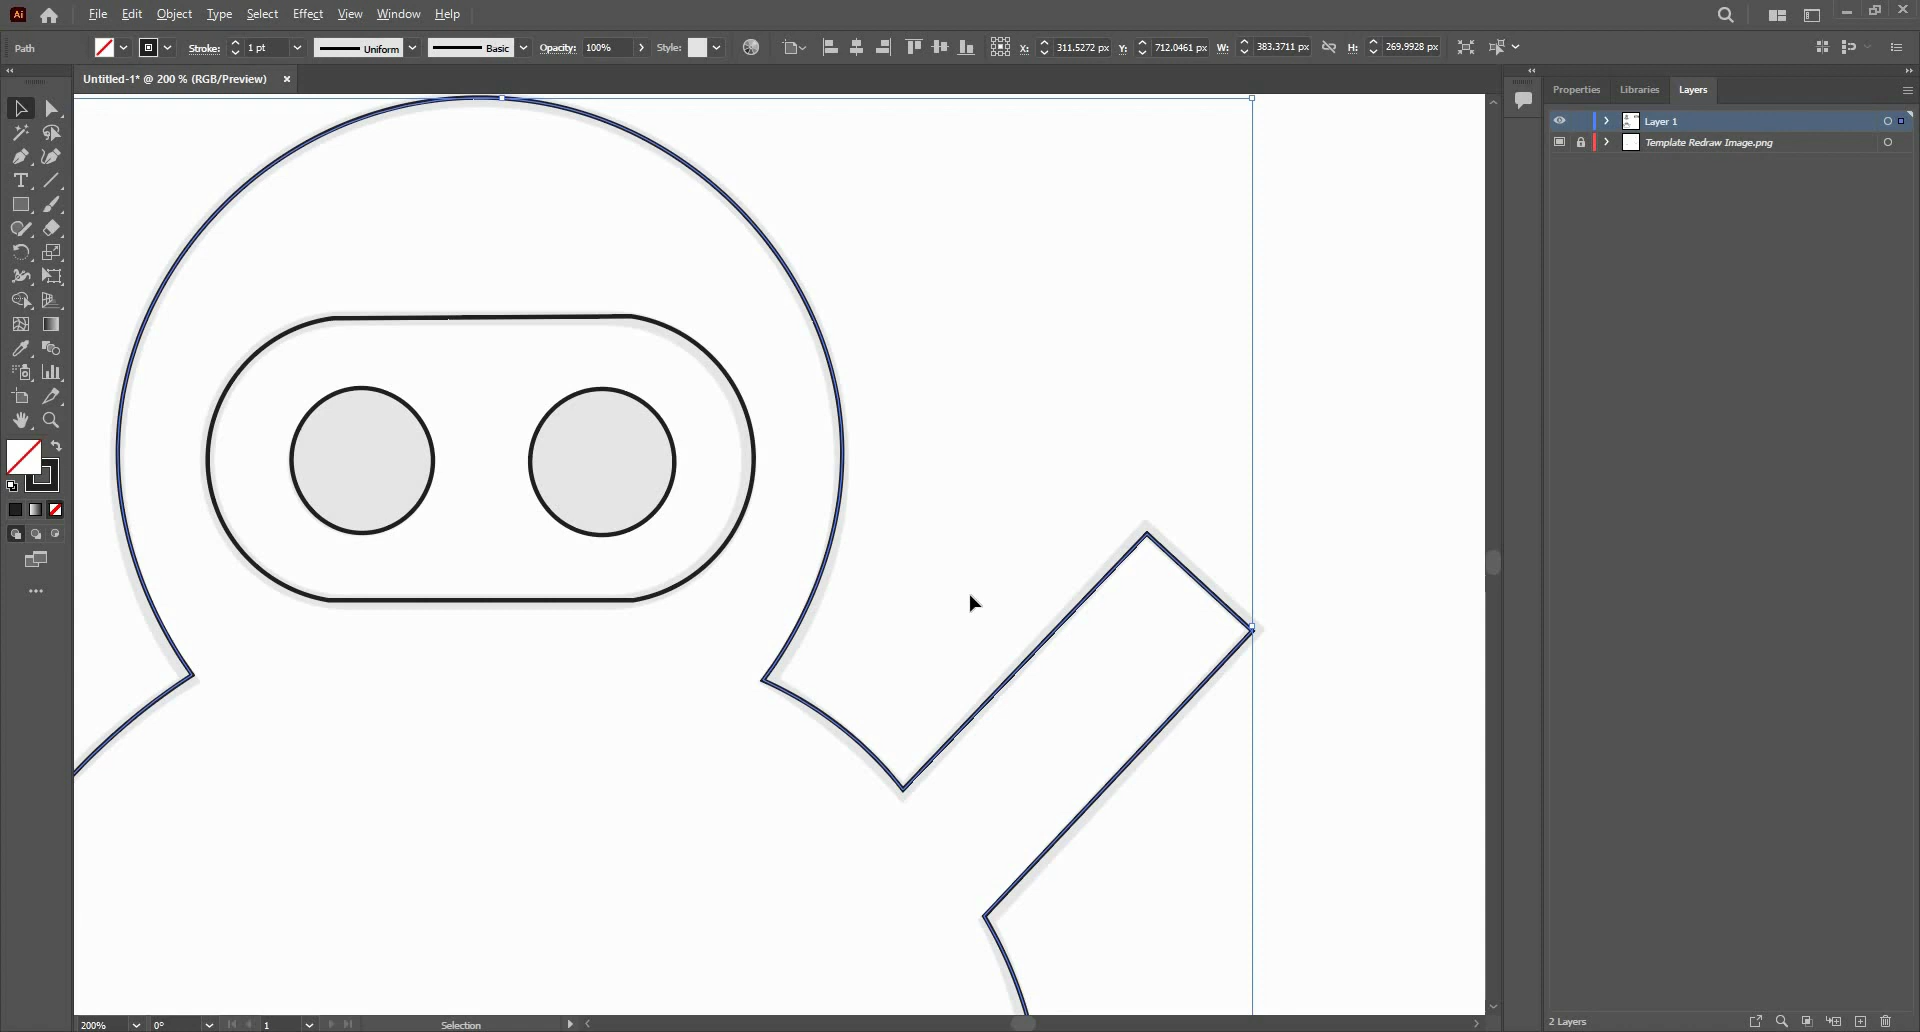 Ai File Edit Object Type Select Effect View Window Help
Path Stroke: 1 pt Uniform Basic Opacity: 100% Style: X: 311.5272 px Y: 712.0461 px W: 383.3711 px H: 269.9928 px
Untitled-1* @ 200 % (RGB/Preview)
Properties Libraries Layers
Layer 1
Template Redraw Image.png
200% 0° 1 Selection
2 Layers